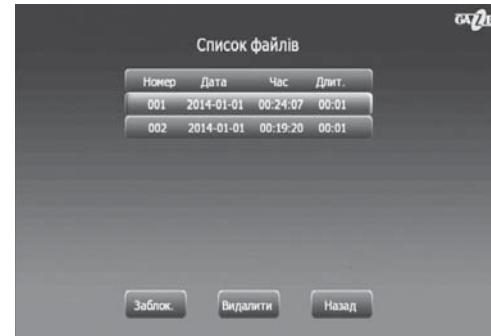 Список файлів
Номер Дата Час Длит.
001 2014-01-01 00:24:07 00:01
002 2014-01-01 00:19:20 00:01
Заблок. Видалити Назад